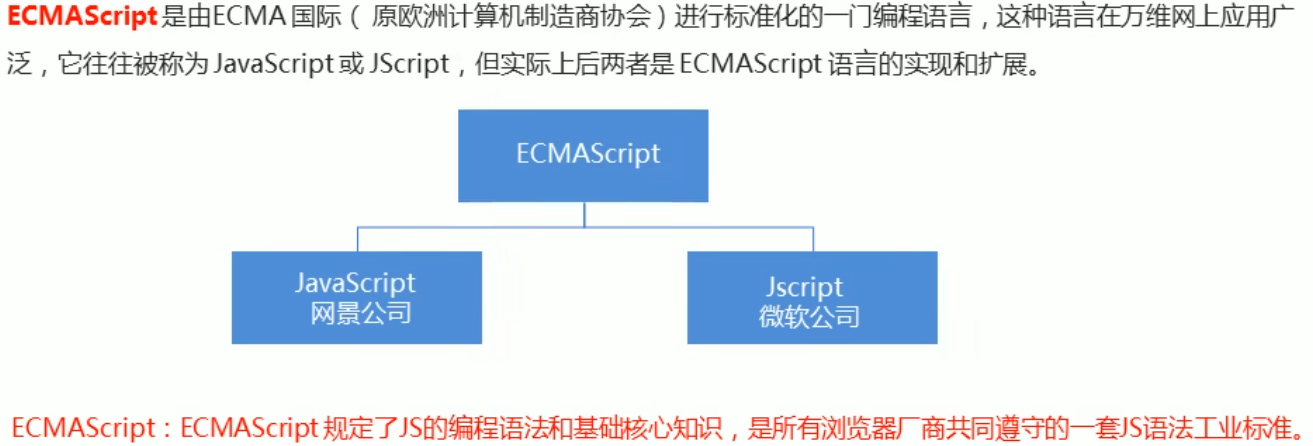 ECMAScript 是由ECMA 国际（ 原欧洲计算机制造商协会）进行标准化的一门编程语言，这种语言在万维网上应用广
泛，它往往被称为 JavaScript 或 JScript，但实际上后两者是 ECMAScript 语言的实现和扩展。
ECMAScript
JavaScript
网景公司
Jscript
微软公司
ECMAScript：ECMAScript 规定了JS的编程语法和基础核心知识，是所有浏览器厂商共同遵守的一套JS语法工业标准。